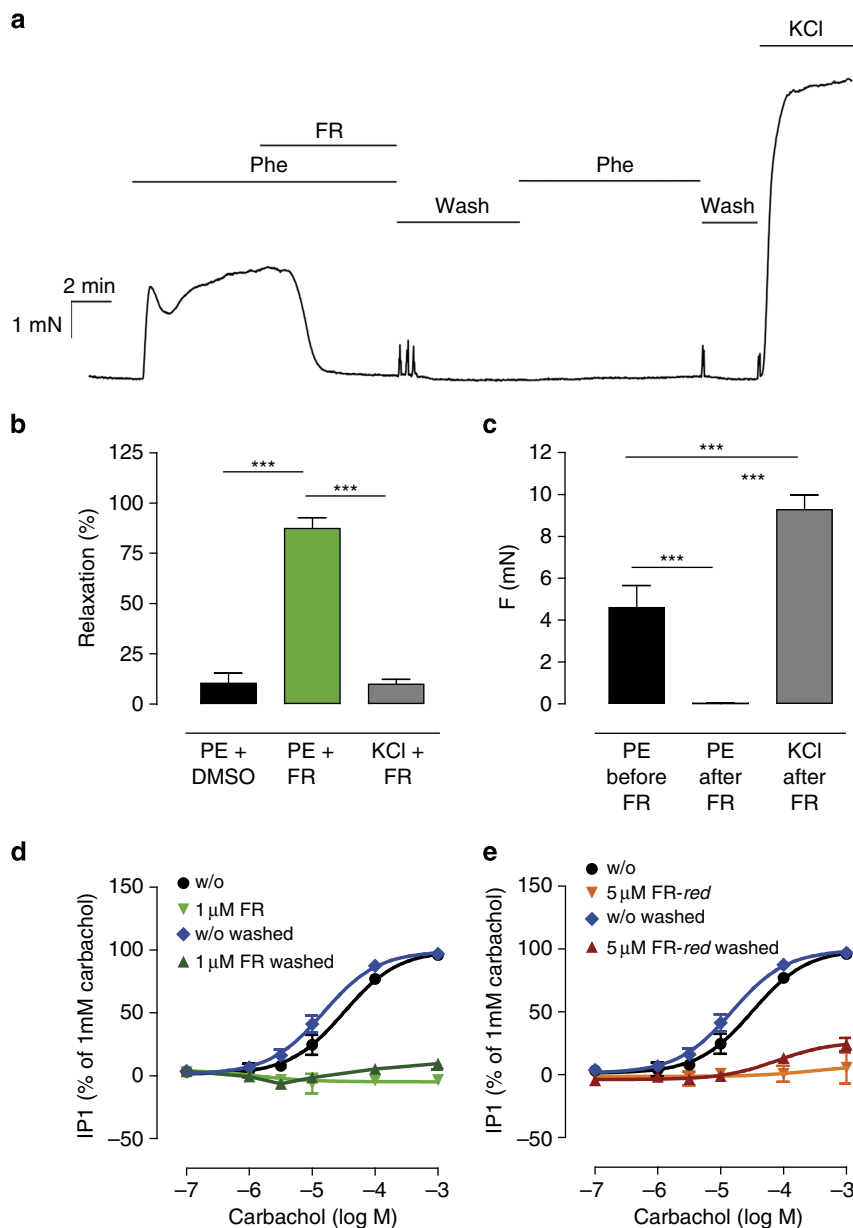 a
KCl
FR
Phe
Phe
Wash
Wash
2 min
1 mN
b
***
***
Relaxation (%)
125
100
75
50
25
0
PE + DMSO
PE + FR
KCl + FR
c
***
***
***
F (mN)
12
10
8
6
4
2
0
PE before FR
PE after FR
KCl after FR
d
w/o
1 μM FR
w/o washed
1 μM FR washed
IP1 (% of 1mM carbachol)
150
100
50
0
–50
–7 –6 –5 –4 –3
Carbachol (log M)
e
w/o
5 μM FR-red
w/o washed
5 μM FR-red washed
IP1 (% of 1mM carbachol)
150
100
50
0
–50
–7 –6 –5 –4 –3
Carbachol (log M)